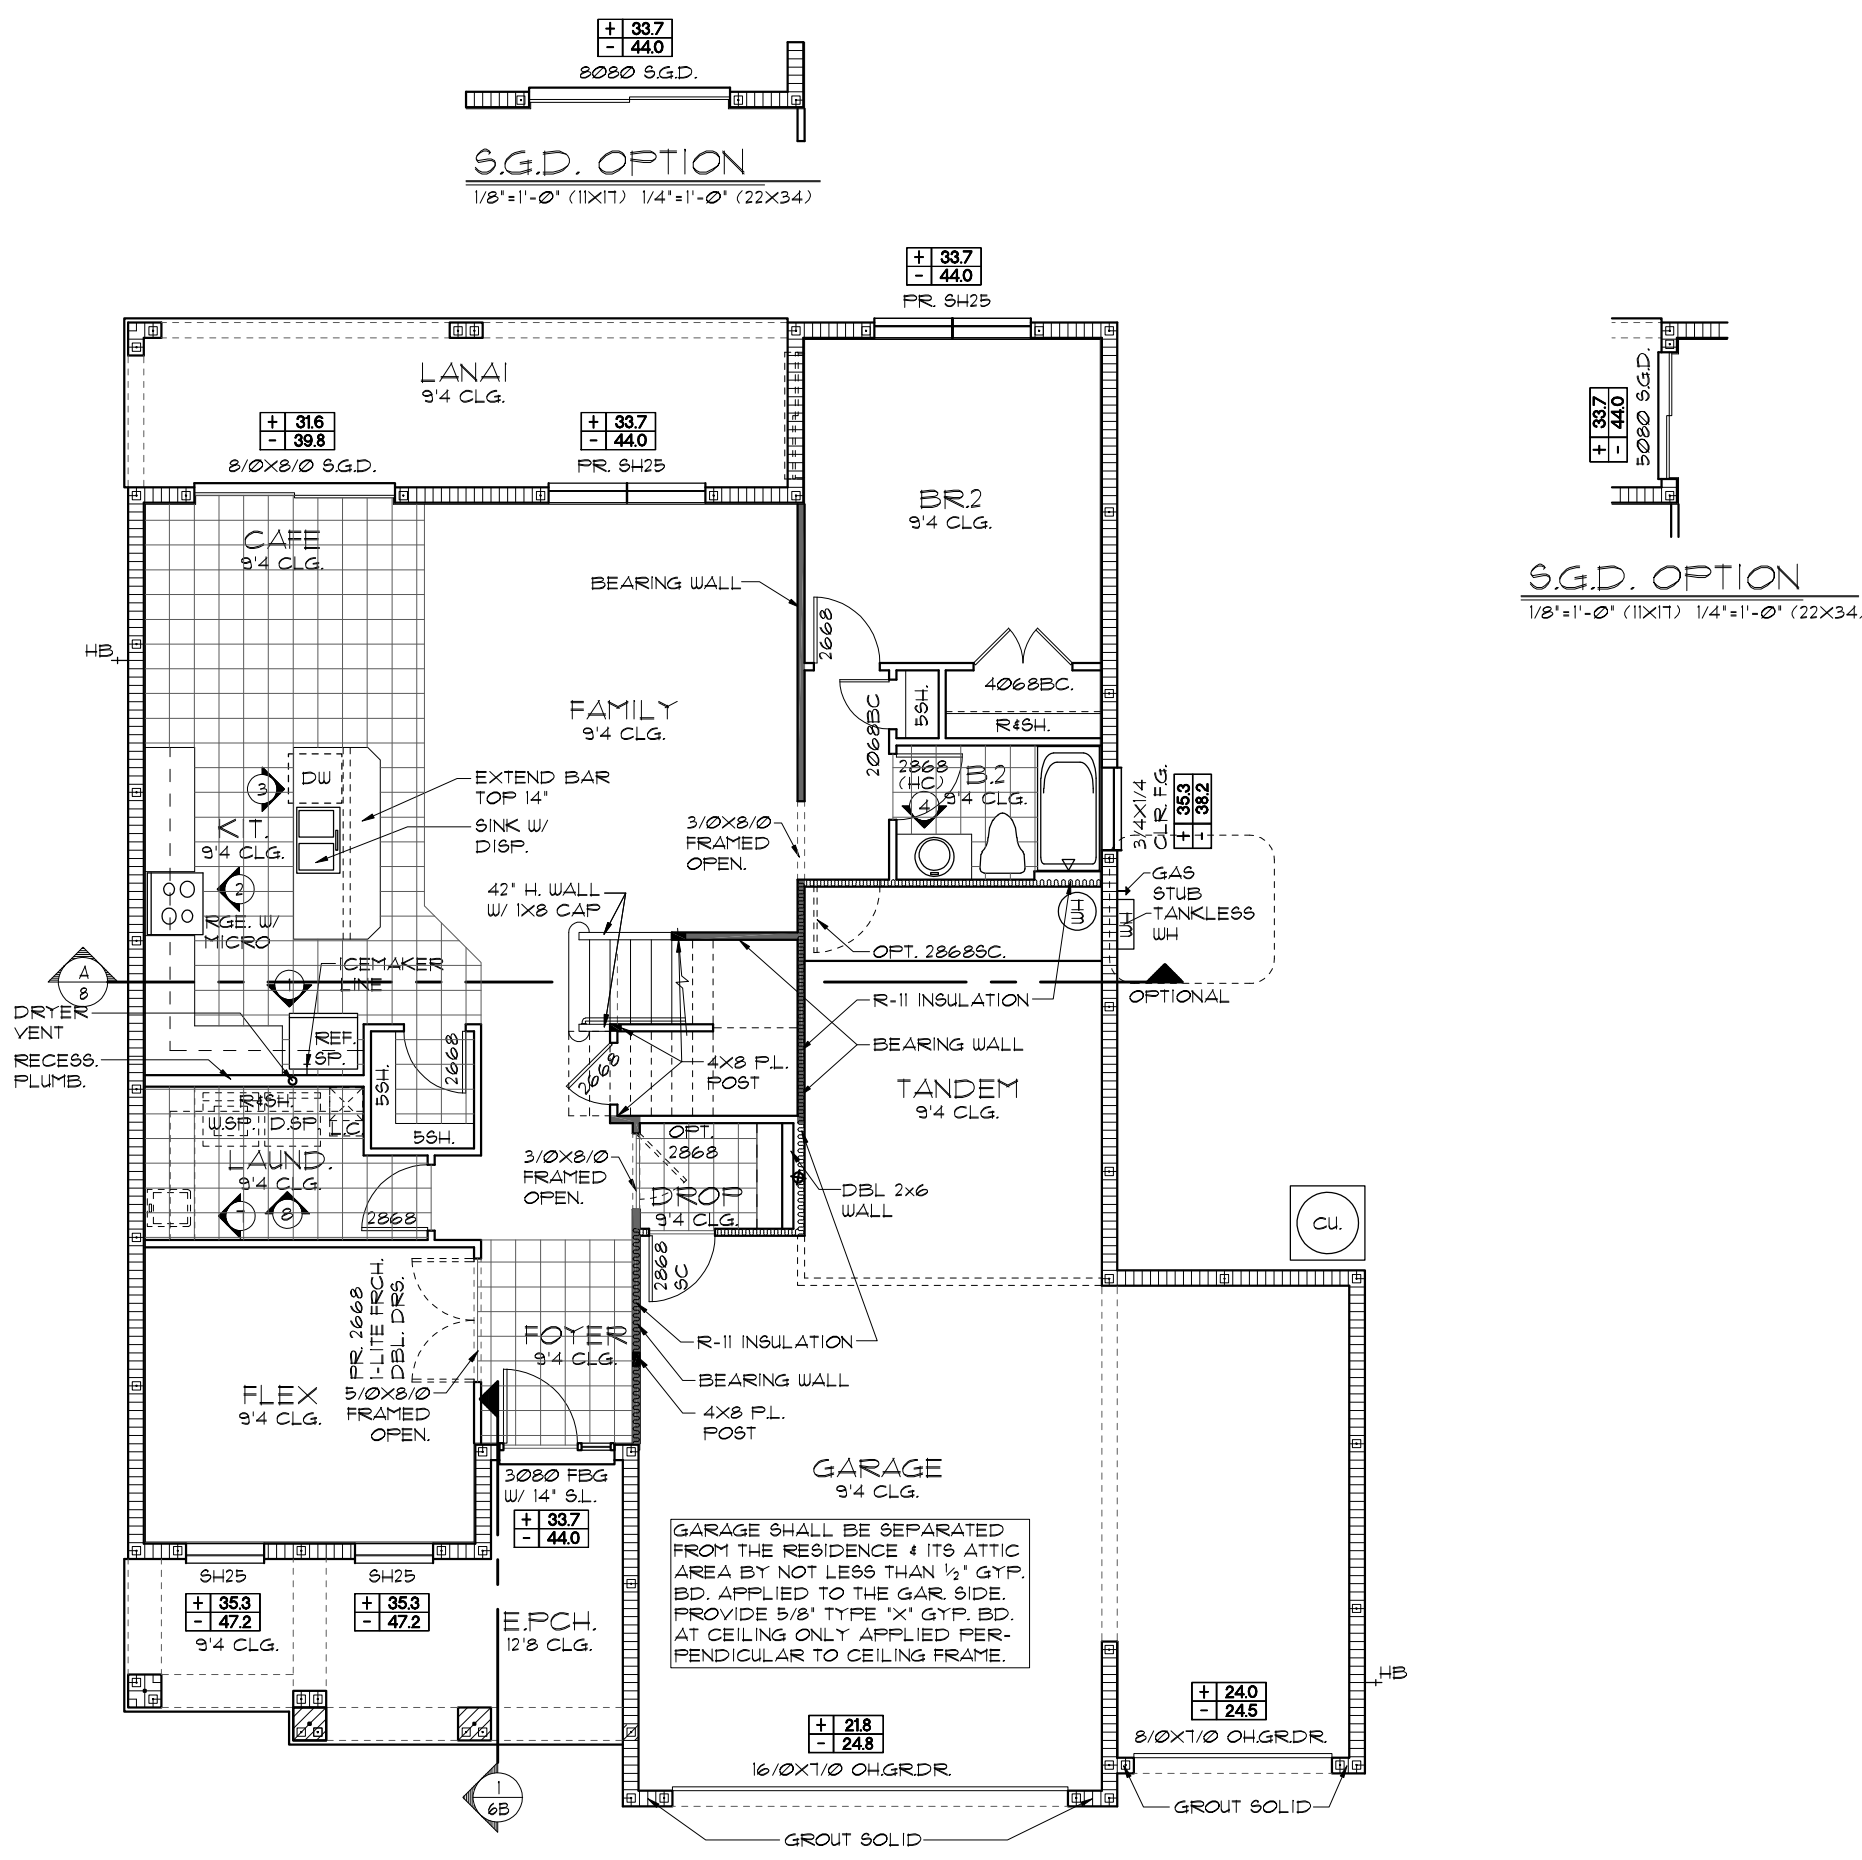 + 33.7
- 44.0
8080 S.G.D.
S.G.D. OPTION
1/8"=1'-0" (11X17) 1/4"=1'-0" (22X34)
+ 33.7
- 44.0
PR. SH25
LANAI
9'4 CLG.
+ 31.6
- 39.8
8/0X8/0 S.G.D.
+ 33.7
- 44.0
PR. SH25
+ 33.7
- 44.0
5080 S.G.D.
S.G.D. OPTION
1/8"=1'-0" (11X17) 1/4"=1'-0" (22X34)
BR.2
9'4 CLG.
CAFE
9'4 CLG.
BEARING WALL
2668
HB
FAMILY
9'4 CLG.
2068BC
5SH.
4068BC.
R&SH.
DW
3
EXTEND BAR
TOP 14"
SINK W/
DISP.
KIT.
9'4 CLG.
2
RGE. W/
MICRO
2868
(HC)
B.2
9'4 CLG.
4
3/4X1/4
CLR. FG.
+ 35.3
- 38.2
3/0X8/0
FRAMED
OPEN.
42" H. WALL
W/ 1X8 CAP
GAS
STUB
TANKLESS
WH
WH
WH
OPT. 2868SC.
A
8
1
ICEMAKER
LINE
R-11 INSULATION
OPTIONAL
DRYER
VENT
RECESS.
PLUMB.
REF.
SP.
5SH.
2668
5SH.
2668
4X8 P.L.
POST
BEARING WALL
TANDEM
9'4 CLG.
R&SH.
W.SP.
D.SP
L.C.
LAUND.
9'4 CLG.
7
8
2868
OPT.
2868
3/0X8/0
FRAMED
OPEN.
DROP
9'4 CLG.
DBL 2x6
WALL
CU.
2868
SC
PR. 2668
1-LITE FRCH.
DBL. DRS.
FOYER
9'4 CLG.
R-11 INSULATION
BEARING WALL
4X8 P.L.
POST
FLEX
9'4 CLG.
5/0X8/0
FRAMED
OPEN.
GARAGE
9'4 CLG.
3080 FBG
W/ 14" S.L.
+ 33.7
- 44.0
GARAGE SHALL BE SEPARATED
FROM THE RESIDENCE & ITS ATTIC
AREA BY NOT LESS THAN ½" GYP.
BD. APPLIED TO THE GAR. SIDE.
PROVIDE 5/8" TYPE "X" GYP. BD.
AT CEILING ONLY APPLIED PER-
PENDICULAR TO CEILING FRAME.
SH25
+ 35.3
- 47.2
9'4 CLG.
SH25
+ 35.3
- 47.2
E.PCH.
12'8 CLG.
HB
+ 24.0
- 24.5
8/0X7/0 OH.GR.DR.
+ 21.8
- 24.8
16/0X7/0 OH.GR.DR.
1
6B
GROUT SOLID
GROUT SOLID